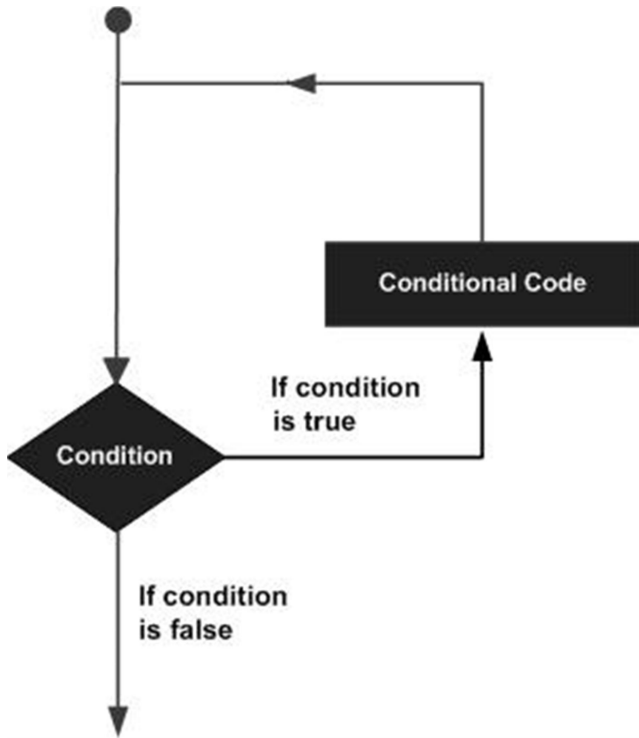 Conditional Code
If condition
is true
Condition
If condition
is false